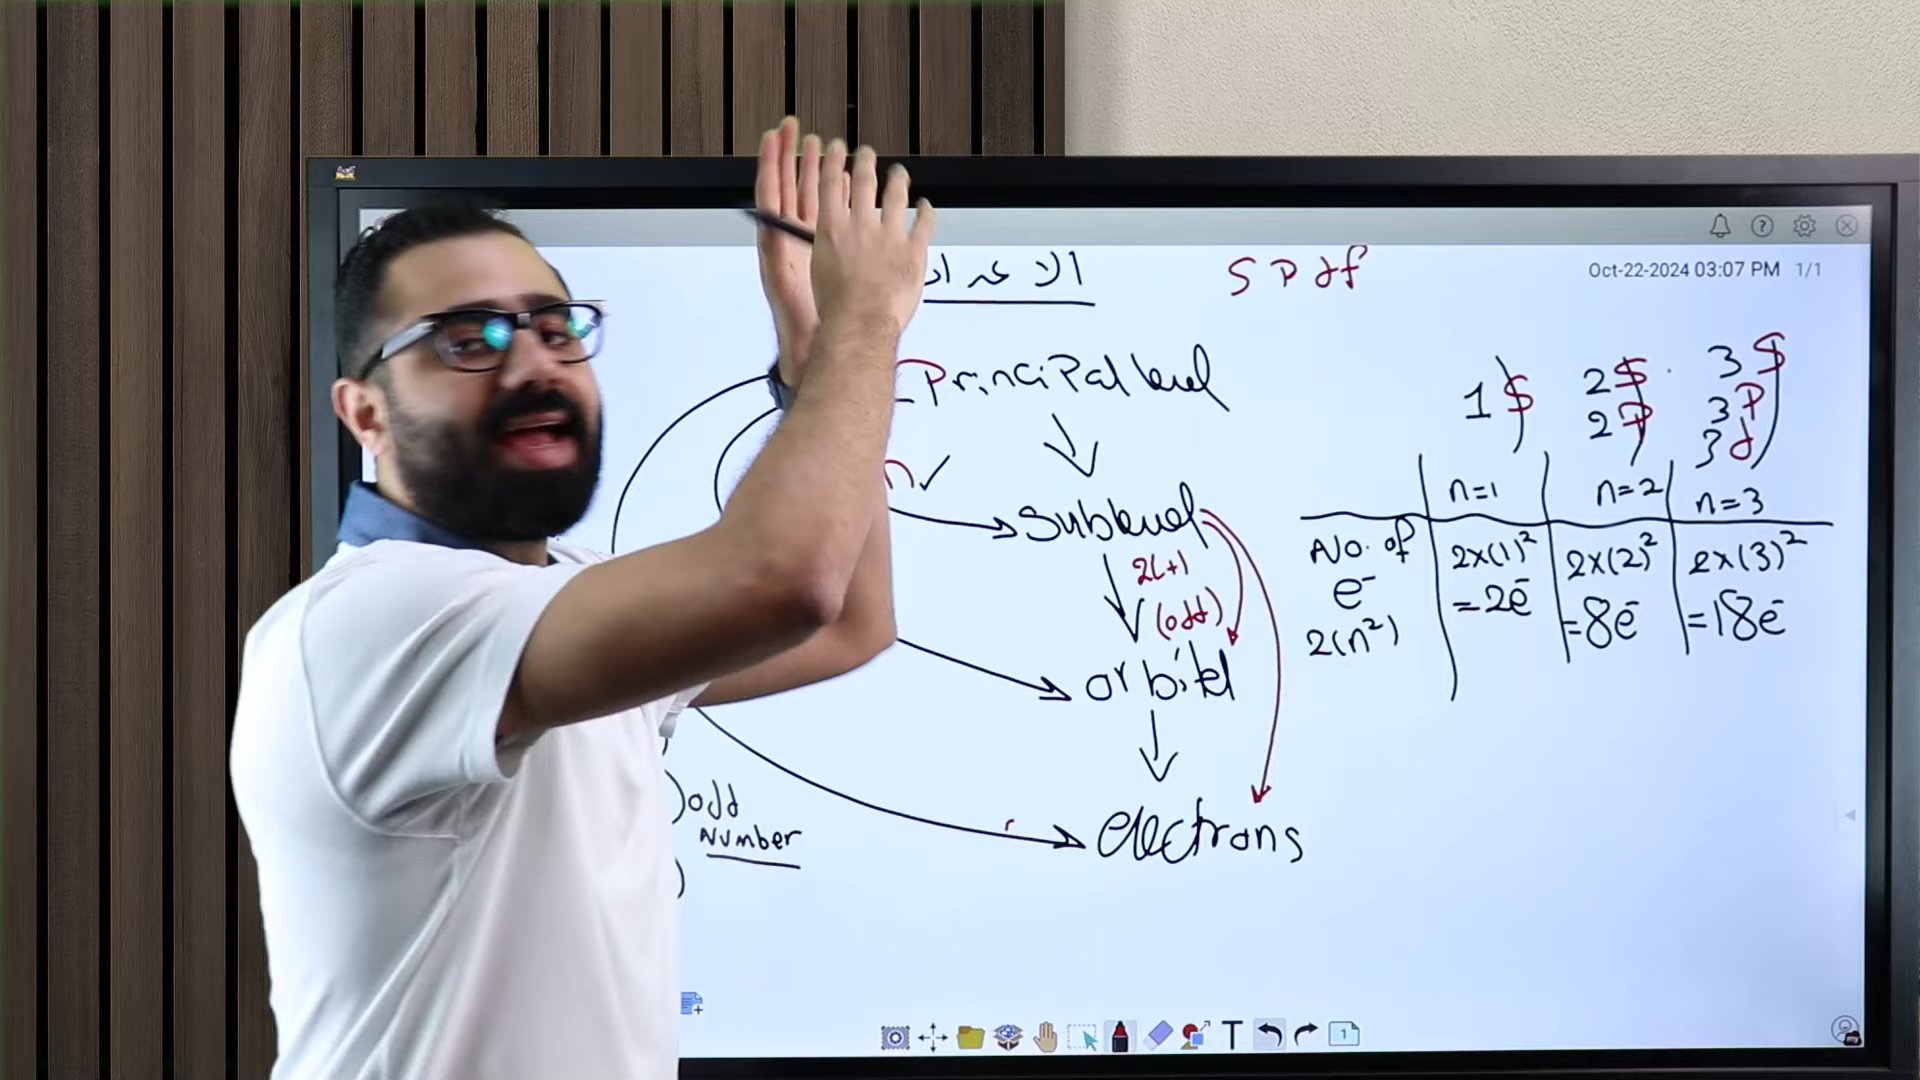 الاعداد
s p d f
Oct-22-2024 03:07 PM 1/1
Principal level
n✓
Sublevel
2l+1
(odd)
orbital
electrons
odd
Number
1s
2s
2p
3s
3p
3d
n=1 n=2 n=3
No. of
e⁻
2(n²)
2x(1)²
=2e⁻
2x(2)²
=8e⁻
2x(3)²
=18e⁻